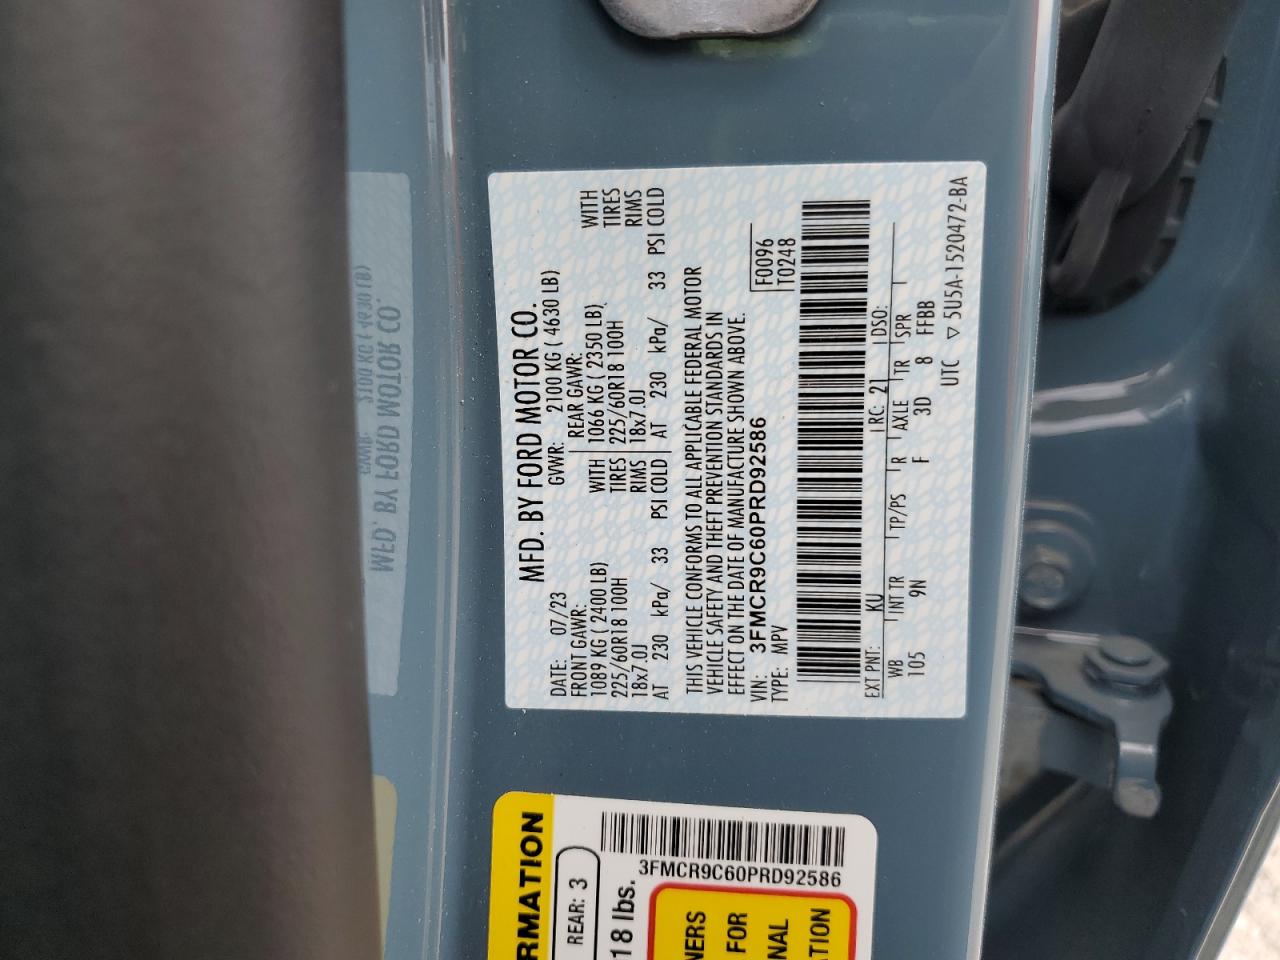 MFD. BY FORD MOTOR CO.
DATE: 07/23 GVWR: 2100 KG ( 4630 LB)
FRONT GAWR: REAR GAWR:
1089 KG ( 2400 LB) WITH 1066 KG ( 2350 LB) WITH
225/60R18 100H TIRES 225/60R18 100H TIRES
18x7.0J RIMS 18x7.0J RIMS
AT 230 kPa/ 33 PSI COLD AT 230 kPa/ 33 PSI COLD
THIS VEHICLE CONFORMS TO ALL APPLICABLE FEDERAL MOTOR
VEHICLE SAFETY AND THEFT PREVENTION STANDARDS IN
EFFECT ON THE DATE OF MANUFACTURE SHOWN ABOVE.
VIN: 3FMCR9C60PRD92586 F0096
TYPE: MPV T0248
EXT PNT: KU RC: 21 DSO:
WB INT TR TP/PS R AXLE TR SPR
105 9N F 3D 8 FFBB
UTC ▽ 5U5A-1520472-BA
RMATION
REAR: 3
18 lbs.
3FMCR9C60PRD92586
NERS
FOR
NAL
TION